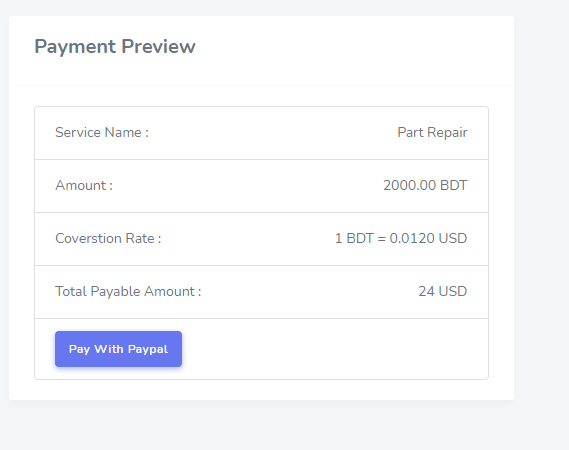 Payment Preview
Service Name : Part Repair
Amount : 2000.00 BDT
Coverstion Rate : 1 BDT = 0.0120 USD
Total Payable Amount : 24 USD
Pay With Paypal